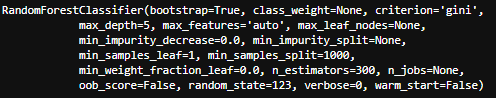 RandomForestClassifier(bootstrap=True, class_weight=None, criterion='gini',
max_depth=5, max_features='auto', max_leaf_nodes=None,
min_impurity_decrease=0.0, min_impurity_split=None,
min_samples_leaf=1, min_samples_split=1000,
min_weight_fraction_leaf=0.0, n_estimators=300, n_jobs=None,
oob_score=False, random_state=123, verbose=0, warm_start=False)